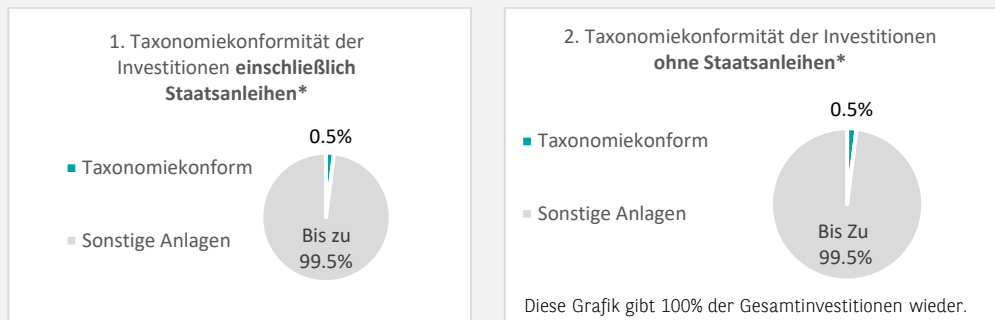 1. Taxonomiekonformität der
Investitionen einschließlich
Staatsanleihen*
0.5%
Taxonomiekonform
Sonstige Anlagen
Bis zu
99.5%
2. Taxonomiekonformität der Investitionen
ohne Staatsanleihen*
0.5%
Taxonomiekonform
Sonstige Anlagen
Bis Zu
99.5%
Diese Grafik gibt 100% der Gesamtinvestitionen wieder.